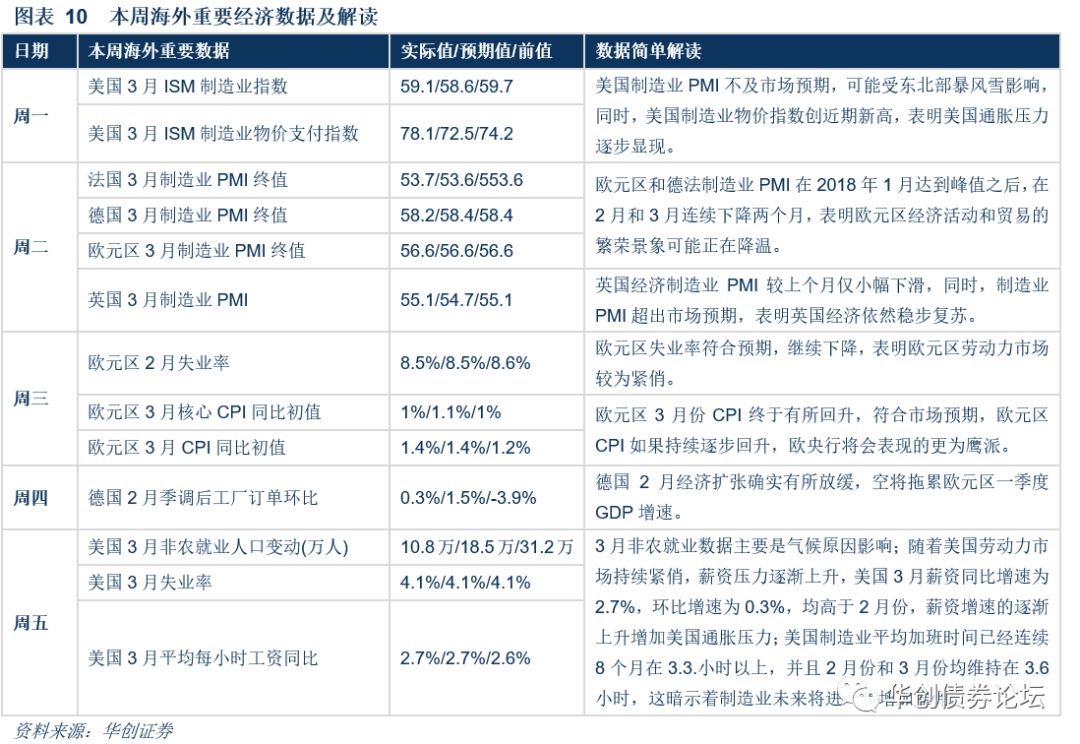 图表 10 本周海外重要经济数据及解读
日期 本周海外重要数据 实际值/预期值/前值 数据简单解读
周一
美国 3 月 ISM 制造业指数 59.1/58.6/59.7
美国 3 月 ISM 制造业物价支付指数 78.1/72.5/74.2
美国制造业 PMI 不及市场预期，可能受东北部暴风雪影响，
同时，美国制造业物价指数创近期新高，表明美国通胀压力
逐步显现。
周二
法国 3 月制造业 PMI 终值 53.7/53.6/553.6
德国 3 月制造业 PMI 终值 58.2/58.4/58.4
欧元区 3 月制造业 PMI 终值 56.6/56.6/56.6
欧元区和德法制造业 PMI 在 2018 年 1 月达到峰值之后，在
2 月和 3 月连续下降两个月，表明欧元区经济活动和贸易的
繁荣景象可能正在降温。
英国 3 月制造业 PMI 55.1/54.7/55.1
英国经济制造业 PMI 较上个月仅小幅下滑，同时，制造业
PMI 超出市场预期，表明英国经济依然稳步复苏。
周三
欧元区 2 月失业率 8.5%/8.5%/8.6%
欧元区失业率符合预期，继续下降，表明欧元区劳动力市场
较为紧俏。
欧元区 3 月核心 CPI 同比初值 1%/1.1%/1%
欧元区 3 月 CPI 同比初值 1.4%/1.4%/1.2%
欧元区 3 月份 CPI 终于有所回升，符合市场预期，欧元区
CPI 如果持续逐步回升，欧央行将会表现的更为鹰派。
周四
德国 2 月季调后工厂订单环比 0.3%/1.5%/-3.9%
德国 2 月经济扩张确实有所放缓，空将拖累欧元区一季度
GDP 增速。
周五
美国 3 月非农就业人口变动(万人) 10.8 万/18.5 万/31.2 万
美国 3 月失业率 4.1%/4.1%/4.1%
美国 3 月平均每小时工资同比 2.7%/2.7%/2.6%
3 月非农就业数据主要是气候原因影响；随着美国劳动力市
场持续紧俏，薪资压力逐渐上升，美国 3 月薪资同比增速为
2.7%，环比增速为 0.3%，均高于 2 月份，薪资增速的逐渐
上升增加美国通胀压力；美国制造业平均加班时间已经连续
8 个月在 3.3.小时以上，并且 2 月份和 3 月份均维持在 3.6
小时，这暗示着制造业未来将进
华创债券论坛
资料来源：华创证券